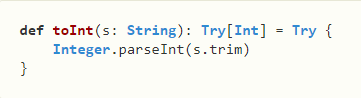 def toInt(s: String): Try[Int] = Try {
    Integer.parseInt(s.trim)
}